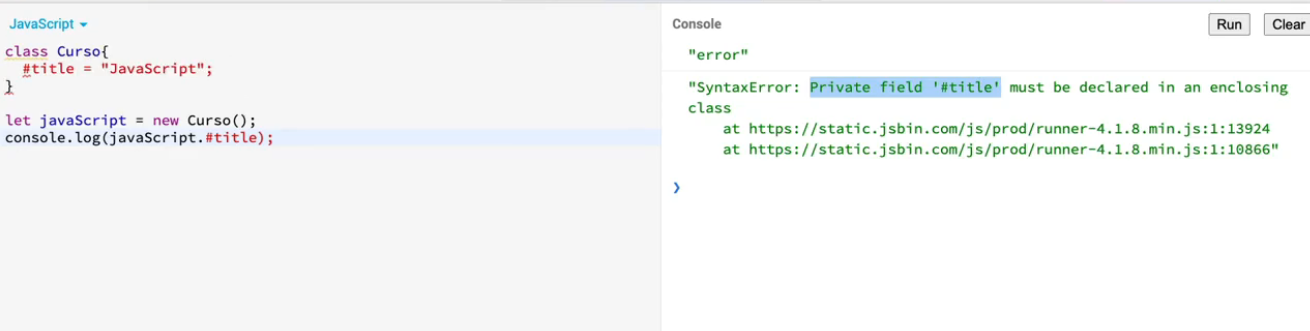 JavaScript
class Curso{
  #title = "JavaScript";
}
let javaScript = new Curso();
console.log(javaScript.#title);
Console
Run
Clear
"error"
"SyntaxError: Private field '#title' must be declared in an enclosing
class
    at https://static.jsbin.com/js/prod/runner-4.1.8.min.js:1:13924
    at https://static.jsbin.com/js/prod/runner-4.1.8.min.js:1:10866"